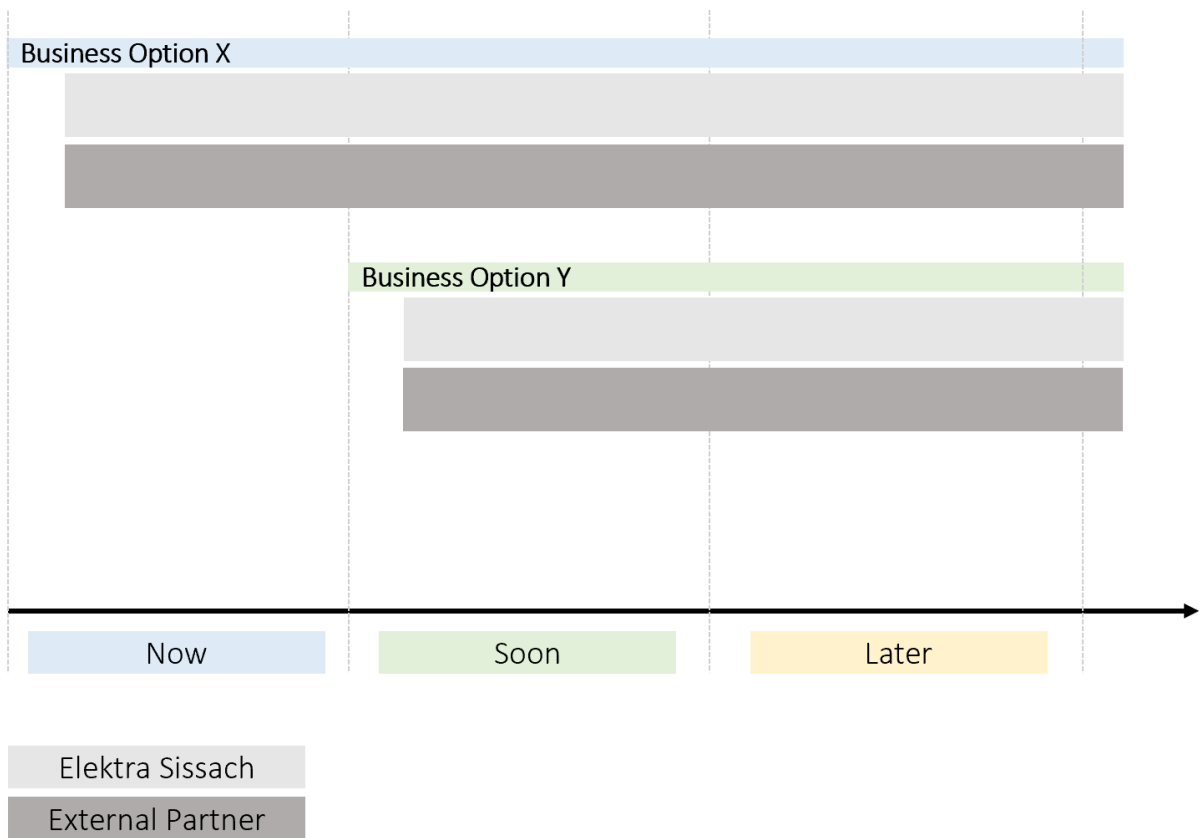 Business Option X
Business Option Y
Now
Soon
Later
Elektra Sissach
External Partner